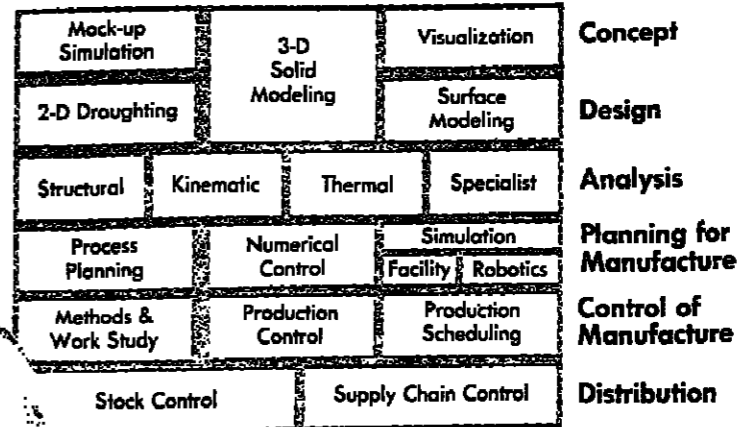 Mock-up
Simulation
3-D
Solid
Modeling
Visualization
Concept
2-D Draughting
Surface
Modeling
Design
Structural
Kinematic
Thermal
Specialist
Analysis
Process
Planning
Numerical
Control
Simulation
Facility
Robotics
Planning for
Manufacture
Methods &
Work Study
Production
Control
Production
Scheduling
Control of
Manufacture
Stock Control
Supply Chain Control
Distribution